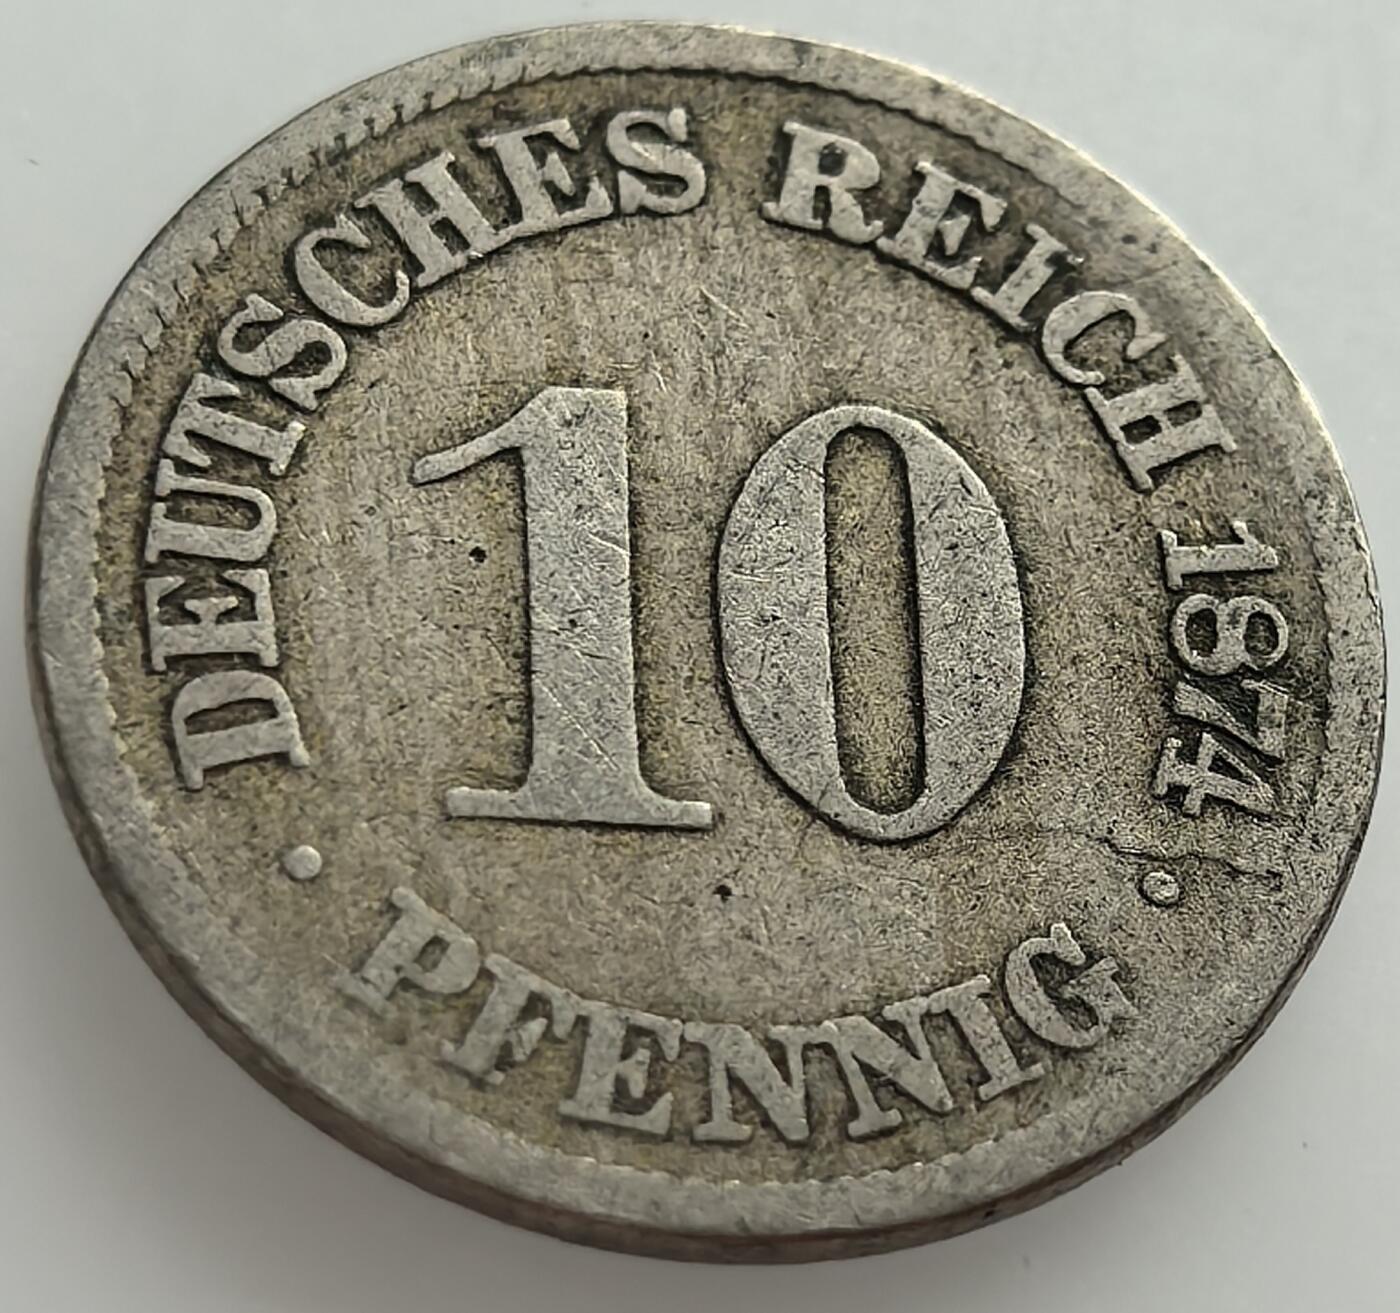 DEUTSCHES REICH 1874
10
PFENNIG